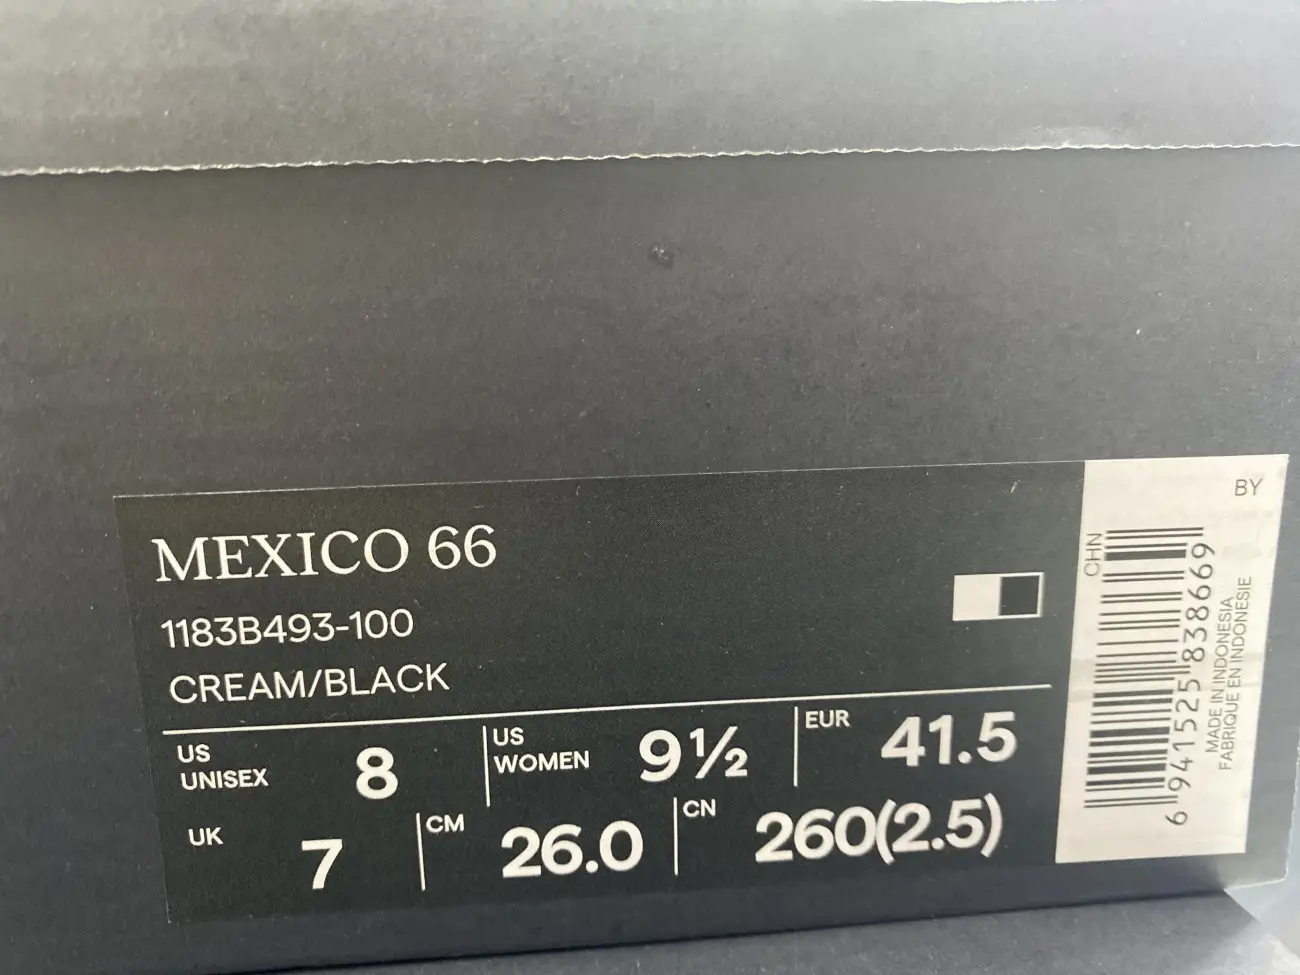 MEXICO 66
1183B493-100
CREAM/BLACK
US UNISEX 8
US WOMEN 9½
EUR 41.5
UK 7
CM 26.0
CN 260(2.5)
BY
CHN
6 941525 838669
MADE IN INDONESIA
FABRIQUE EN INDONESIE